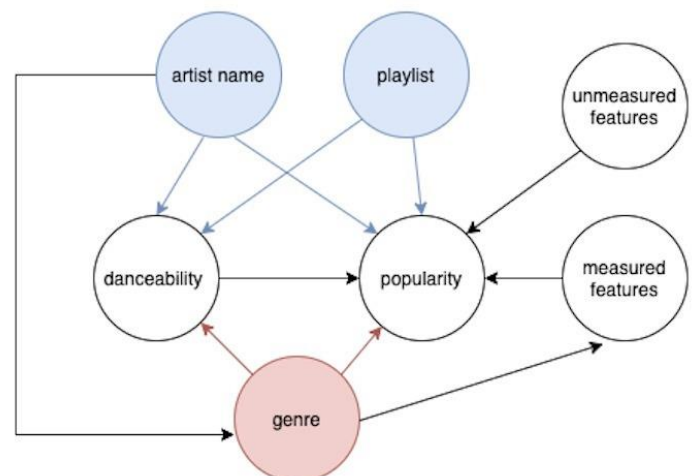 artist name
playlist
unmeasured
features
danceability
popularity
measured
features
genre